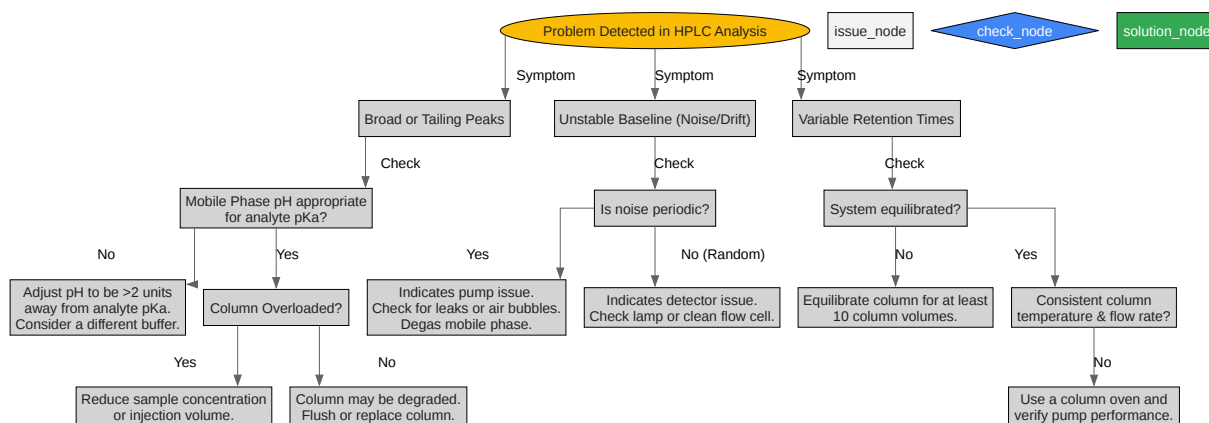 Problem Detected in HPLC Analysis
issue_node
check_node
solution_node
Symptom
Symptom
Symptom
Broad or Tailing Peaks
Unstable Baseline (Noise/Drift)
Variable Retention Times
Check
Check
Check
Mobile Phase pH appropriate
for analyte pKa?
Is noise periodic?
System equilibrated?
No
Yes
Yes
No (Random)
No
Yes
Adjust pH to be >2 units
away from analyte pKa.
Consider a different buffer.
Column Overloaded?
Indicates pump issue.
Check for leaks or air bubbles.
Degas mobile phase.
Indicates detector issue.
Check lamp or clean flow cell.
Equilibrate column for at least
10 column volumes.
Consistent column
temperature & flow rate?
Yes
No
No
Reduce sample concentration
or injection volume.
Column may be degraded.
Flush or replace column.
Use a column oven and
verify pump performance.